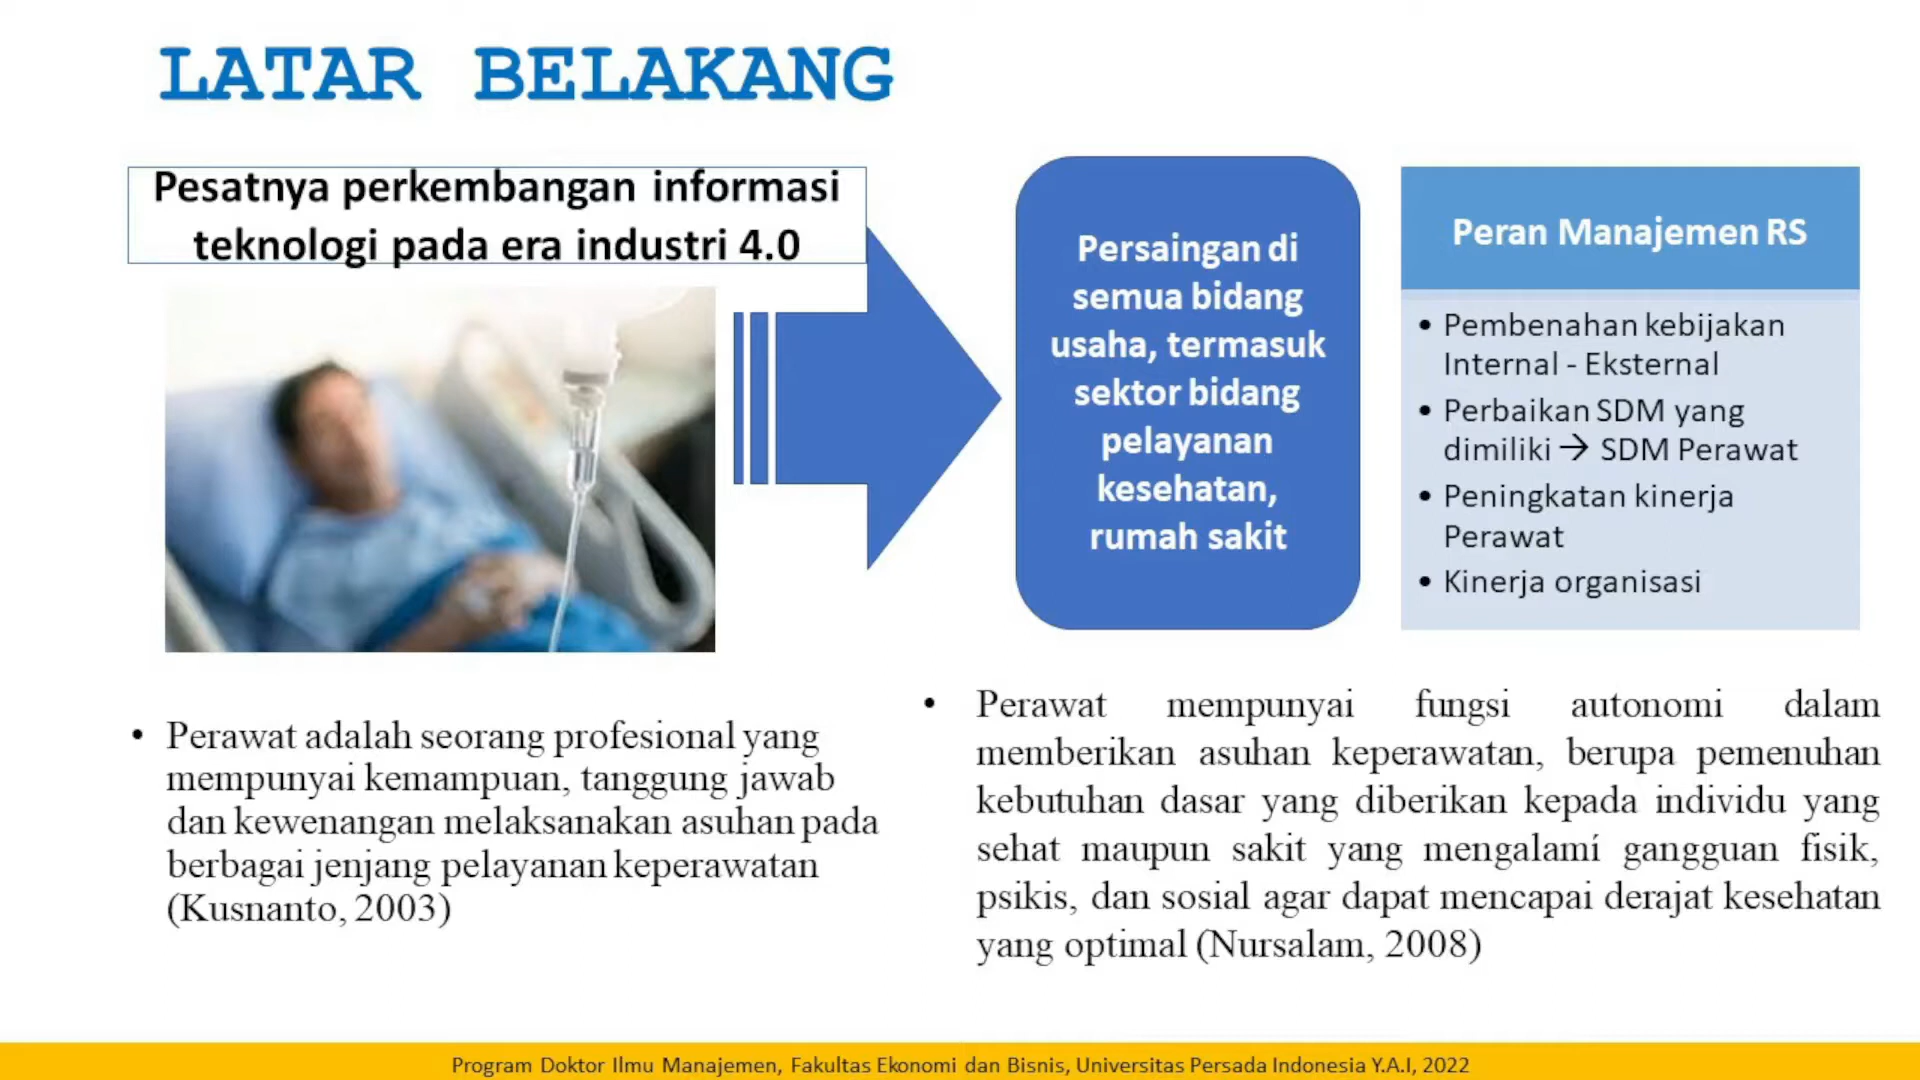 LATAR BELAKANG
Pesatnya perkembangan informasi
teknologi pada era industri 4.0
Persaingan di
semua bidang
usaha, termasuk
sektor bidang
pelayanan
kesehatan,
rumah sakit
Peran Manajemen RS
• Pembenahan kebijakan
Internal - Eksternal
• Perbaikan SDM yang
dimiliki → SDM Perawat
• Peningkatan kinerja
Perawat
• Kinerja organisasi
• Perawat adalah seorang profesional yang
mempunyai kemampuan, tanggung jawab
dan kewenangan melaksanakan asuhan pada
berbagai jenjang pelayanan keperawatan
(Kusnanto, 2003)
• Perawat mempunyai fungsi autonomi dalam
memberikan asuhan keperawatan, berupa pemenuhan
kebutuhan dasar yang diberikan kepada individu yang
sehat maupun sakit yang mengalamí gangguan fisik,
psikis, dan sosial agar dapat mencapai derajat kesehatan
yang optimal (Nursalam, 2008)
Program Doktor Ilmu Manajemen, Fakultas Ekonomi dan Bisnis, Universitas Persada Indonesia Y.A.I, 2022